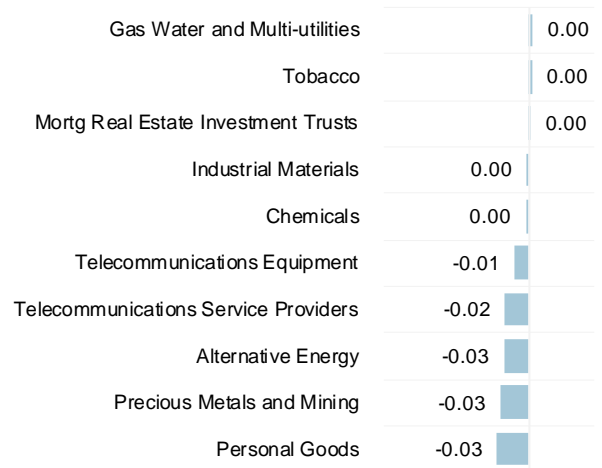 Gas Water and Multi-utilities 0.00
Tobacco 0.00
Mortg Real Estate Investment Trusts 0.00
Industrial Materials 0.00
Chemicals 0.00
Telecommunications Equipment -0.01
Telecommunications Service Providers -0.02
Alternative Energy -0.03
Precious Metals and Mining -0.03
Personal Goods -0.03